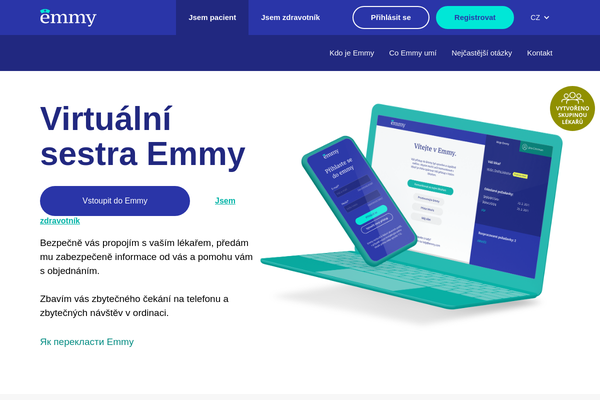 emmy
Jsem pacient
Jsem zdravotník
Přihlásit se
Registrovat
CZ
Kdo je Emmy
Co Emmy umí
Nejčastější otázky
Kontakt
Virtuální
sestra Emmy
Vstoupit do Emmy
Jsem
zdravotník
Bezpečně vás propojím s vaším lékařem, předám
mu zabezpečeně informace od vás a pomohu vám
s objednáním.
Zbavím vás zbytečného čekání na telefonu a
zbytečných návštěv v ordinaci.
Як перекласти Emmy
VYTVOŘENO
SKUPINOU
LÉKAŘŮ
emmy
Přihlaste se
do emmy
emmy
Vítejte v Emmy.